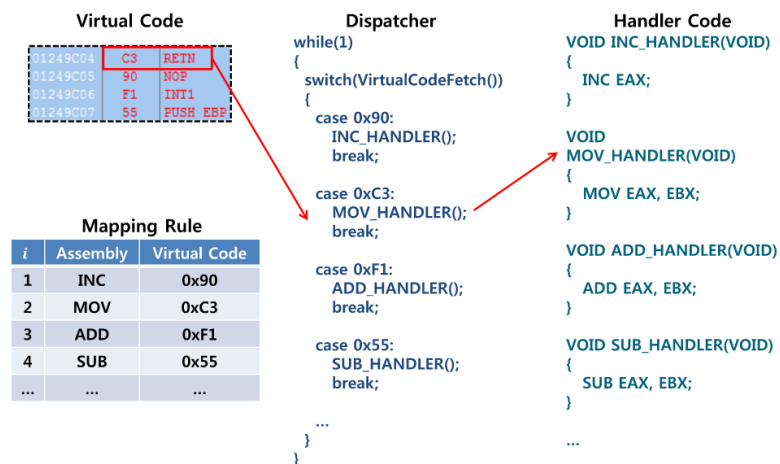 Virtual Code
01249C04 C3 RETN
01249C05 90 NOP
01249C06 F1 INT1
01249C07 55 PUSH EBP
Mapping Rule
i Assembly Virtual Code
1 INC 0x90
2 MOV 0xC3
3 ADD 0xF1
4 SUB 0x55
... ... ...
Dispatcher
while(1)
{
switch(VirtualCodeFetch())
{
case 0x90:
INC_HANDLER();
break;
case 0xC3:
MOV_HANDLER();
break;
case 0xF1:
ADD_HANDLER();
break;
case 0x55:
SUB_HANDLER();
break;
...
}
}
Handler Code
VOID INC_HANDLER(VOID)
{
INC EAX;
}
VOID
MOV_HANDLER(VOID)
{
MOV EAX, EBX;
}
VOID ADD_HANDLER(VOID)
{
ADD EAX, EBX;
}
VOID SUB_HANDLER(VOID)
{
SUB EAX, EBX;
}
...